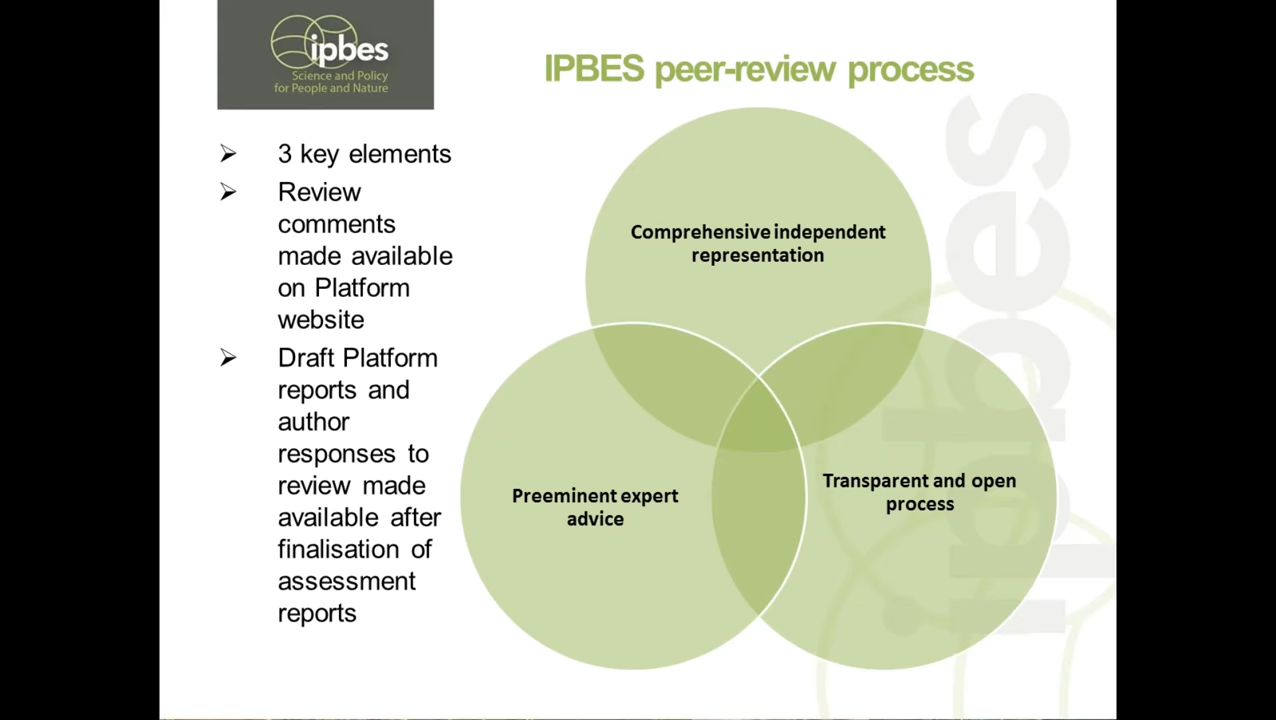 ipbes
Science and Policy
for People and Nature
IPBES peer-review process
➢ 3 key elements
➢ Review
comments
made available
on Platform
website
➢ Draft Platform
reports and
author
responses to
review made
available after
finalisation of
assessment
reports
Comprehensive independent
representation
Preeminent expert
advice
Transparent and open
process
ipbes